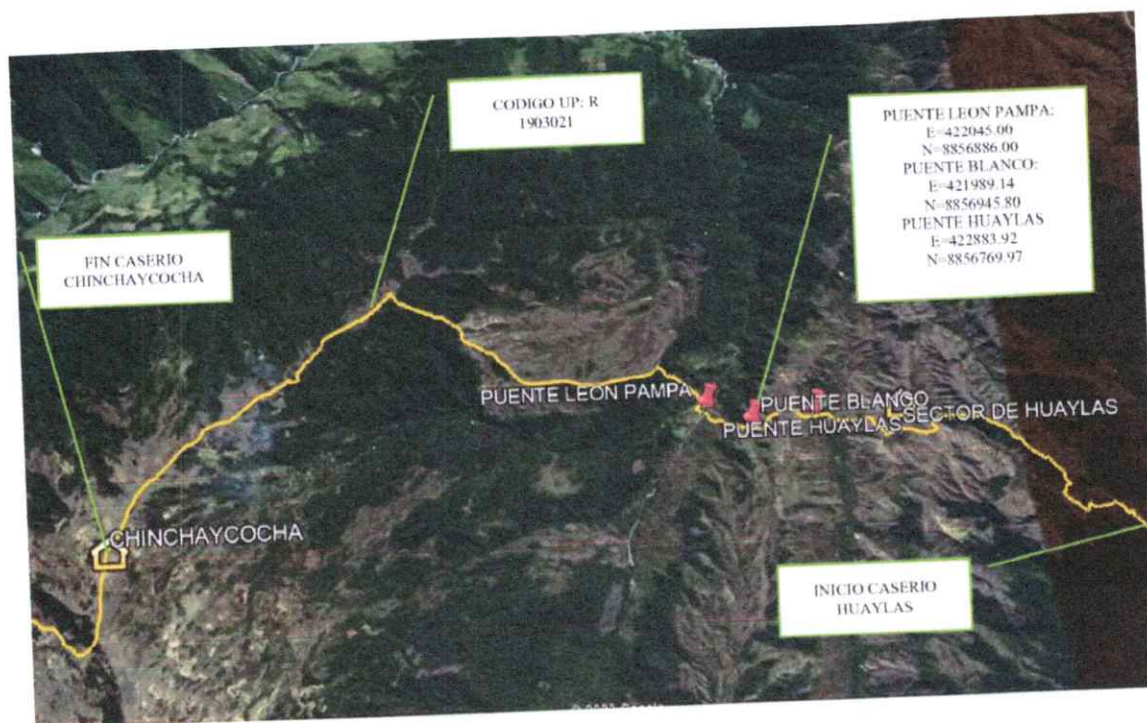 CODIGO UP: R
1903021
PUENTE LEON PAMPA:
E=422045.00
N=8856886.00
PUENTE BLANCO:
E=421989.14
N=8856945.80
PUENTE HUAYLAS
E=422883.92
N=8856769.97
FIN CASERIO
CHINCHAYCOCHA
PUENTE LEON PAMPA
PUENTE BLANCO
PUENTE HUAYLAS
SECTOR DE HUAYLAS
CHINCHAYCOCHA
INICIO CASERIO
HUAYLAS